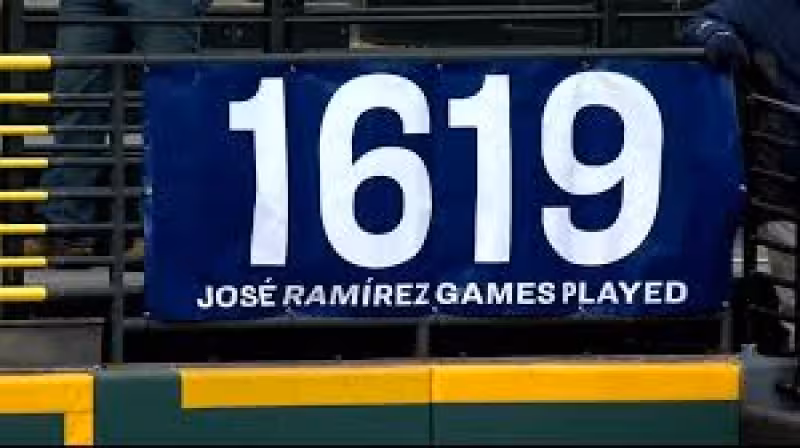 1619
JOSÉ RAMÍREZ GAMES PLAYED